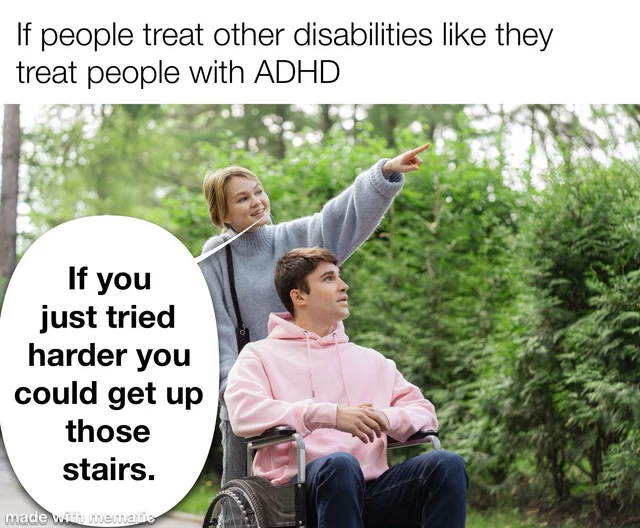 If people treat other disabilities like they
treat people with ADHD
If you
just tried
harder you
could get up
those
stairs.
made with mematic